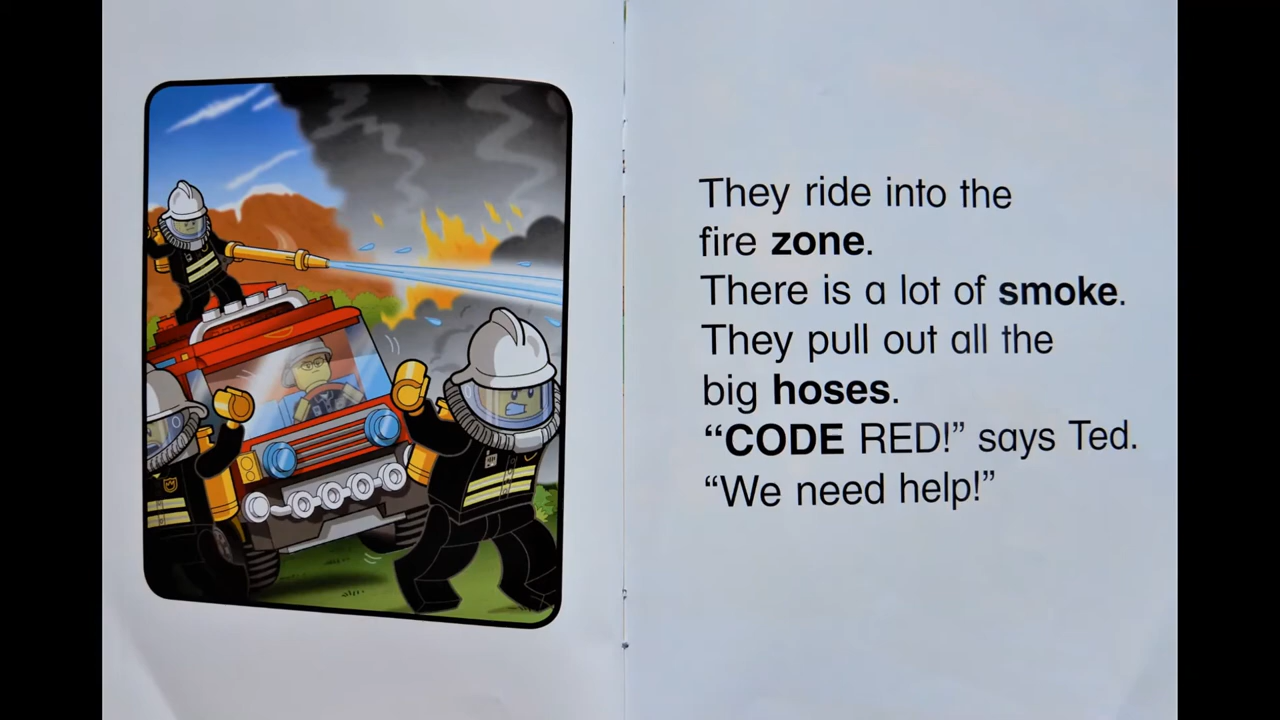 They ride into the
fire zone.
There is a lot of smoke.
They pull out all the
big hoses.
“CODE RED!” says Ted.
“We need help!”